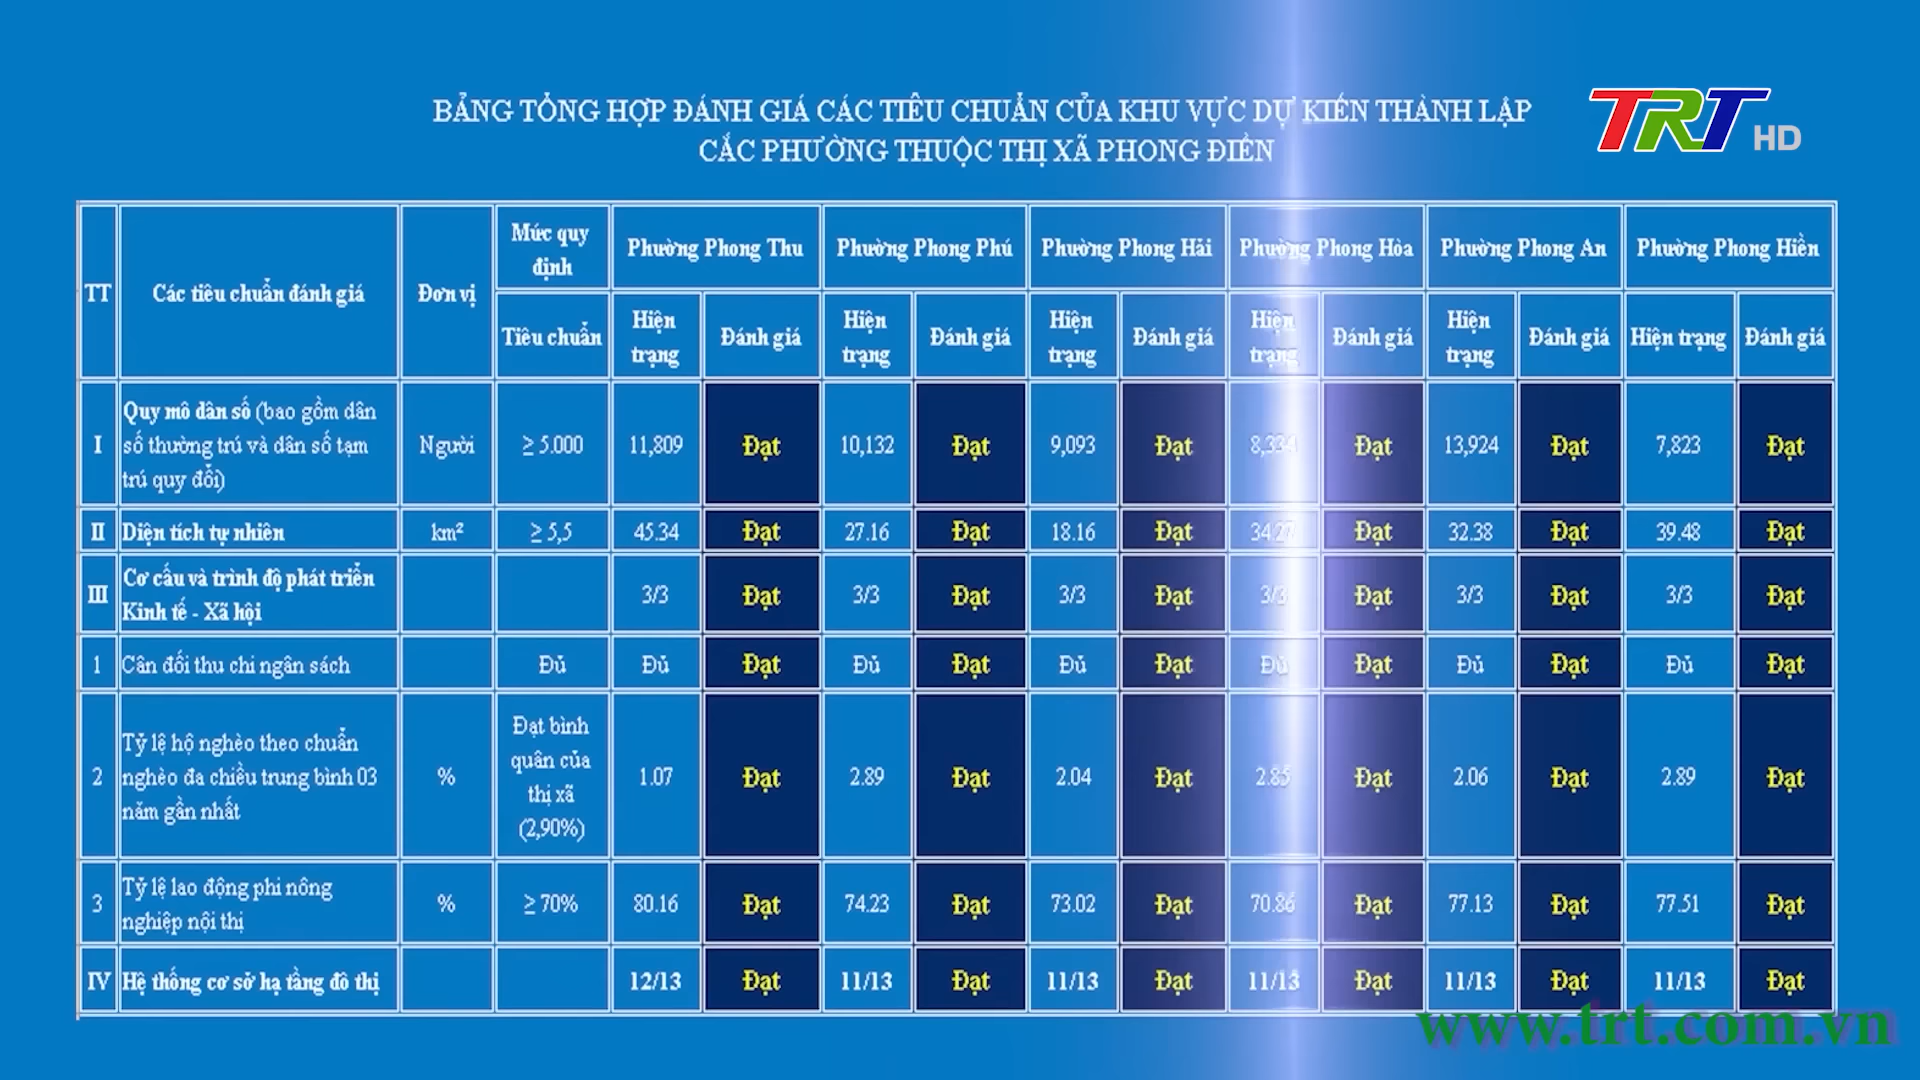 BẢNG TỔNG HỢP ĐÁNH GIÁ CÁC TIÊU CHUẨN CỦA KHU VỰC DỰ KIẾN THÀNH LẬP
CÁC PHƯỜNG THUỘC THỊ XÃ PHONG ĐIỀN
TRT HD
TT Các tiêu chuẩn đánh giá Đơn vị Mức quy định Phường Phong Thu Phường Phong Phú Phường Phong Hải Phường Phong Hòa Phường Phong An Phường Phong Hiền
Tiêu chuẩn Hiện trạng Đánh giá Hiện trạng Đánh giá Hiện trạng Đánh giá Hiện trạng Đánh giá Hiện trạng Đánh giá Hiện trạng Đánh giá
I Quy mô dân số (bao gồm dân số thường trú và dân số tạm trú quy đổi) Người ≥ 5.000 11,809 Đạt 10,132 Đạt 9,093 Đạt Đạt 13,924 Đạt 7,823 Đạt
II Diện tích tự nhiên km² ≥ 5,5 45.34 Đạt 27.16 Đạt 18.16 Đạt 34.27 Đạt 32.38 Đạt 39.48 Đạt
III Cơ cấu và trình độ phát triển Kinh tế - Xã hội 3/3 Đạt 3/3 Đạt 3/3 Đạt 3/3 Đạt 3/3 Đạt 3/3 Đạt
1 Cân đối thu chi ngân sách Đủ Đủ Đạt Đủ Đạt Đủ Đạt Đủ Đạt Đủ Đạt Đủ Đạt
2 Tỷ lệ hộ nghèo theo chuẩn nghèo đa chiều trung bình 03 năm gần nhất % Đạt bình quân của thị xã (2,90%) 1.07 Đạt 2.89 Đạt 2.04 Đạt 2.85 Đạt 2.06 Đạt 2.89 Đạt
3 Tỷ lệ lao động phi nông nghiệp nội thị % ≥ 70% 80.16 Đạt 74.23 Đạt 73.02 Đạt 70.86 Đạt 77.13 Đạt 77.51 Đạt
IV Hệ thống cơ sở hạ tầng đô thị 12/13 Đạt 11/13 Đạt 11/13 Đạt 11/13 Đạt 11/13 Đạt 11/13 Đạt
www.trt.com.vn